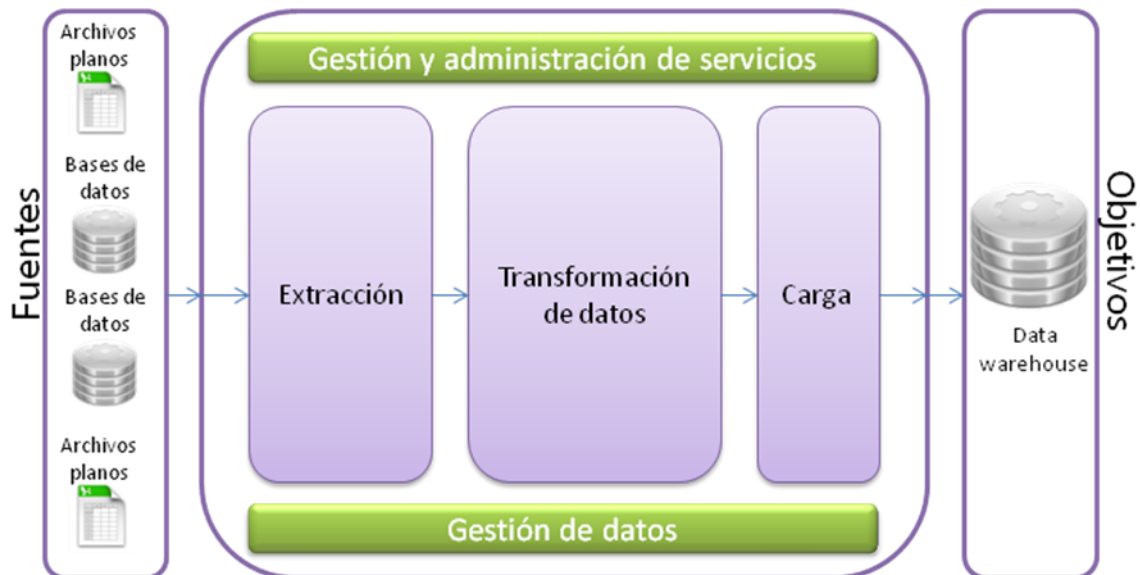 Fuentes
Archivos
planos
Bases de
datos
Bases de
datos
Archivos
planos
Gestión y administración de servicios
Extracción
Transformación
de datos
Carga
Gestión de datos
Data
warehouse
Objetivos